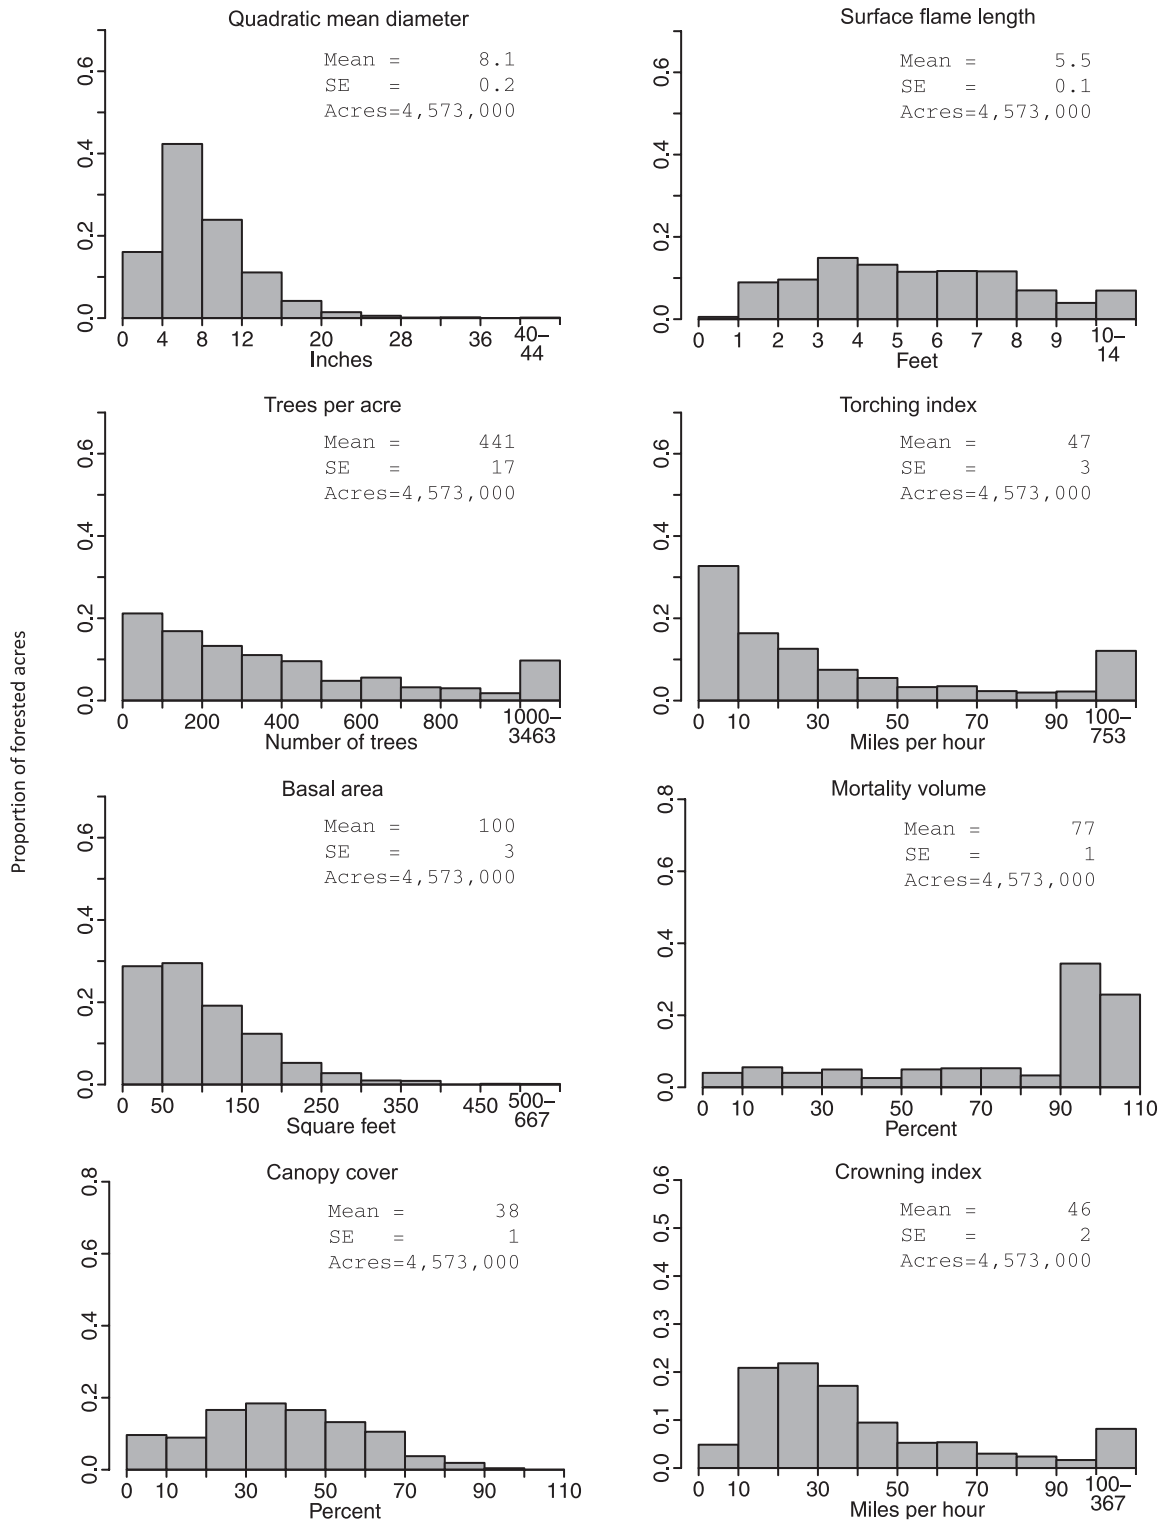 Proportion of forested acres
Quadratic mean diameter
Mean = 8.1
SE = 0.2
Acres=4,573,000
0.6
0.4
0.2
0.0
0 4 8 12 20 28 36 40–
44
Inches
Surface flame length
Mean = 5.5
SE = 0.1
Acres=4,573,000
0.6
0.4
0.2
0.0
0 1 2 3 4 5 6 7 8 9 10–
14
Feet
Trees per acre
Mean = 441
SE = 17
Acres=4,573,000
0.6
0.4
0.2
0.0
0 200 400 600 800 1000–
3463
Number of trees
Torching index
Mean = 47
SE = 3
Acres=4,573,000
0.6
0.4
0.2
0.0
0 10 30 50 70 90 100–
753
Miles per hour
Basal area
Mean = 100
SE = 3
Acres=4,573,000
0.6
0.4
0.2
0.0
0 50 150 250 350 450 500–
667
Square feet
Mortality volume
Mean = 77
SE = 1
Acres=4,573,000
0.8
0.6
0.4
0.2
0.0
0 10 30 50 70 90 110
Percent
Canopy cover
Mean = 38
SE = 1
Acres=4,573,000
0.8
0.6
0.4
0.2
0.0
0 10 30 50 70 90 110
Percent
Crowning index
Mean = 46
SE = 2
Acres=4,573,000
0.6
0.5
0.4
0.3
0.2
0.1
0.0
0 10 30 50 70 90 100–
367
Miles per hour